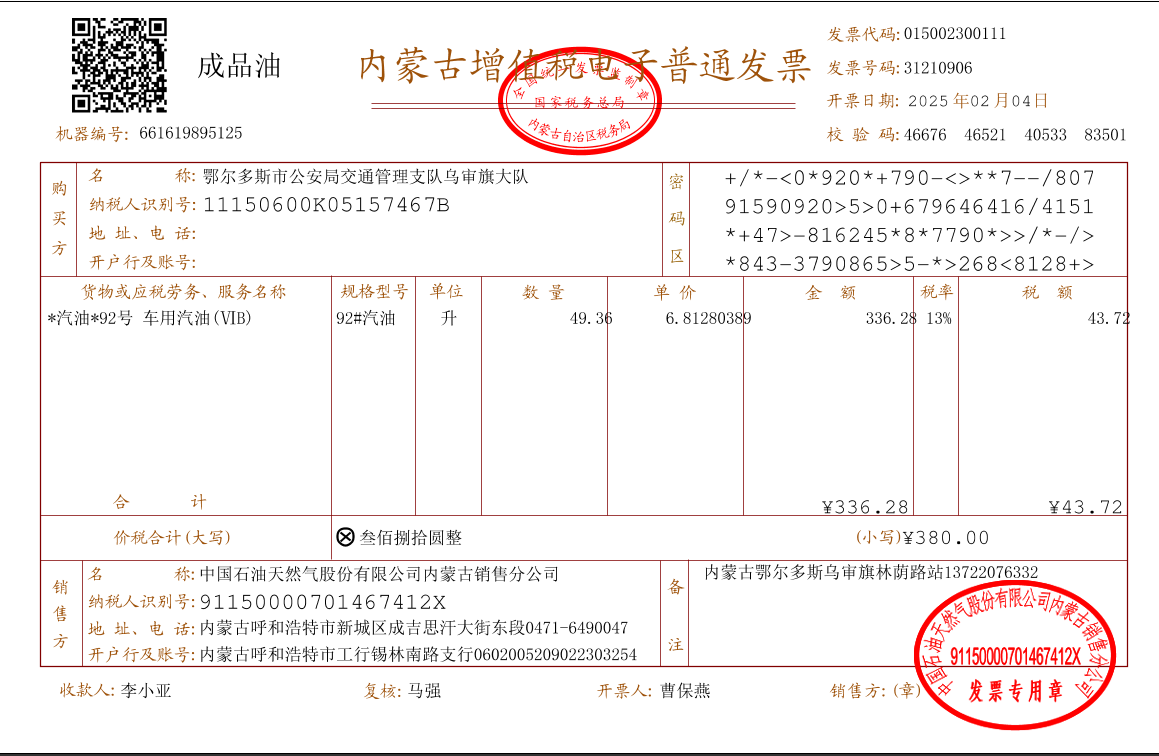 成品油
内蒙古增值税电子普通发票
全国统一发票监制章
国家税务总局
内蒙古自治区税务局
发票代码:015002300111
发票号码:31210906
开票日期: 2025 年02 月04日
校 验 码:46676 46521 40533 83501
机器编号: 661619895125
购买方
名 称: 鄂尔多斯市公安局交通管理支队乌审旗大队
纳税人识别号: 11150600K05157467B
地 址、电 话:
开户行及账号:
密码区
+/*-<0*920*+790-<>**7--/807
91590920>5>0+679646416/4151
*+47>-816245*8*7790*>>/*-/>
*843-3790865>5-*>268<8128+>
货物或应税劳务、服务名称 规格型号 单位 数 量 单 价 金 额 税率 税 额
*汽油*92号 车用汽油(VIB) 92#汽油 升 49.36 6.81280389 336.28 13% 43.72
合 计 ¥336.28 ¥43.72
价税合计(大写) ⊗叁佰捌拾圆整 (小写)¥380.00
销售方
名 称: 中国石油天然气股份有限公司内蒙古销售分公司
纳税人识别号: 91150000701467412X
地 址、电 话: 内蒙古呼和浩特市新城区成吉思汗大街东段0471-6490047
开户行及账号: 内蒙古呼和浩特市工行锡林南路支行0602005209022303254
备注
内蒙古鄂尔多斯乌审旗林荫路站13722076332
中国石油天然气股份有限公司内蒙古销售分公司
91150000701467412X
发票专用章
收款人: 李小亚 复核: 马强 开票人: 曹保燕 销售方: (章)